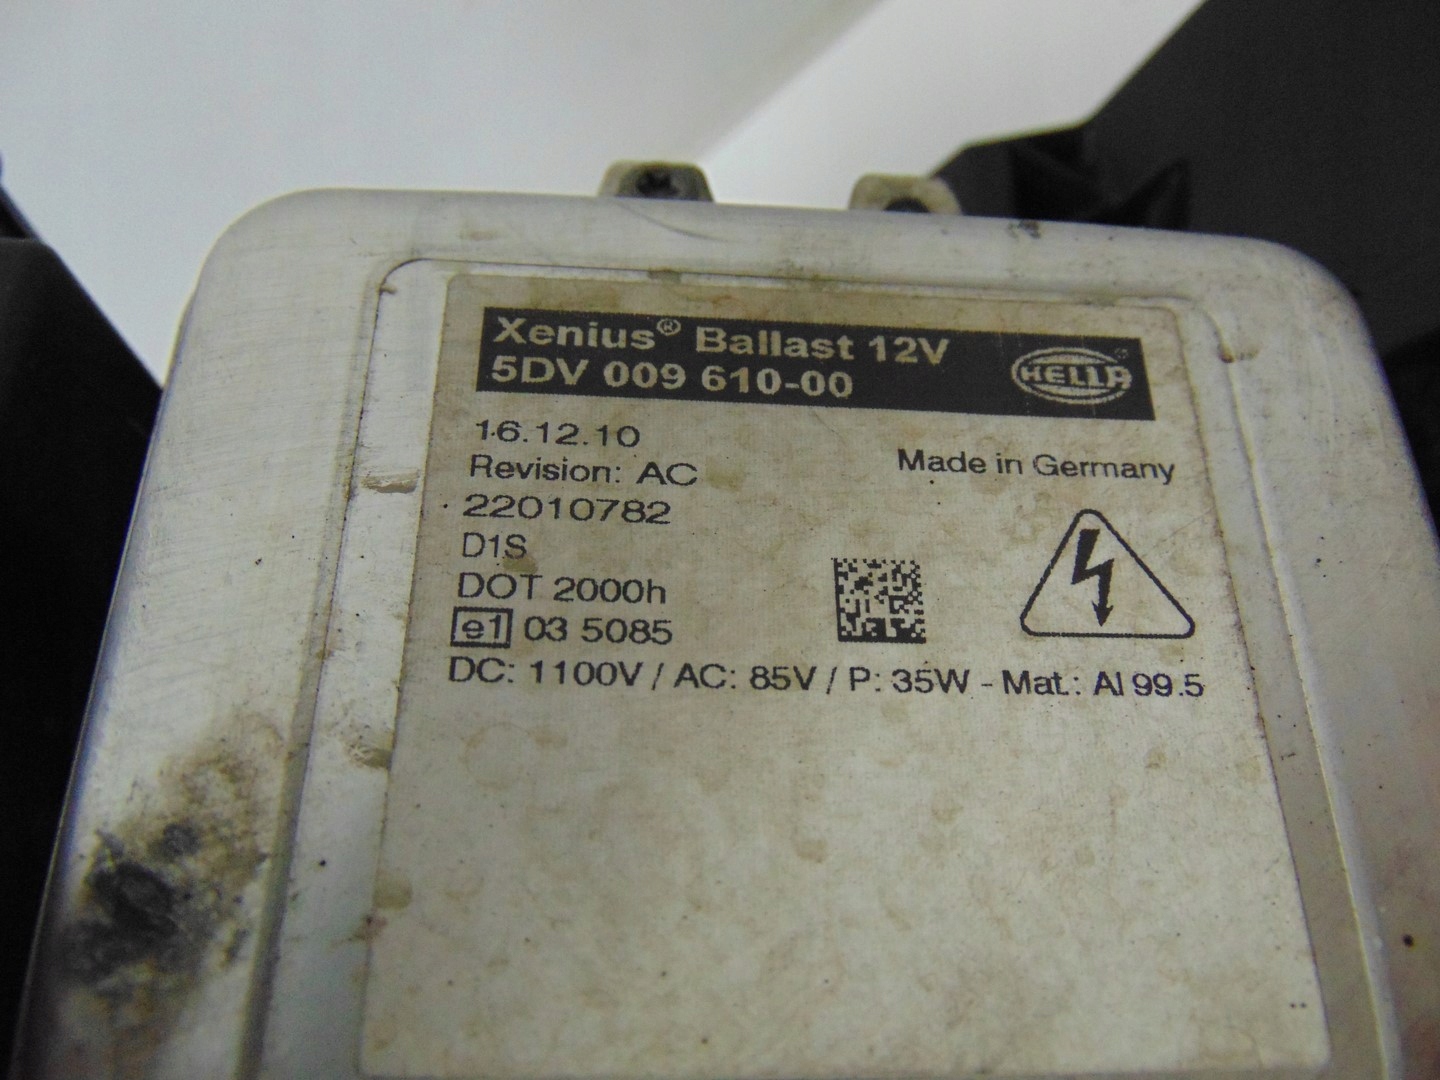 Xenius® Ballast 12V
5DV 009 610-00
HELLA
16.12.10
Revision: AC
Made in Germany
22010782
D1S
DOT 2000h
e1 03 5085
DC: 1100V / AC: 85V / P: 35W - Mat.: Al 99.5